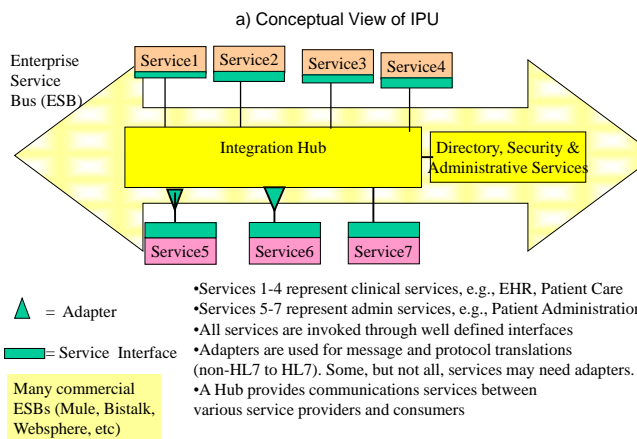 a) Conceptual View of IPU
Enterprise
Service
Bus (ESB)
Service1
Service2
Service3
Service4
Integration Hub
Directory, Security &
Administrative Services
Service5
Service6
Service7
= Adapter
=Service Interface
Many commercial
ESBs (Mule, Bistalk,
Websphere, etc)
•Services 1-4 represent clinical services, e.g., EHR, Patient Care
•Services 5-7 represent admin services, e.g., Patient Administration
•All services are invoked through well defined interfaces
•Adapters are used for message and protocol translations
(non-HL7 to HL7). Some, but not all, services may need adapters.
•A Hub provides communications services between
various service providers and consumers